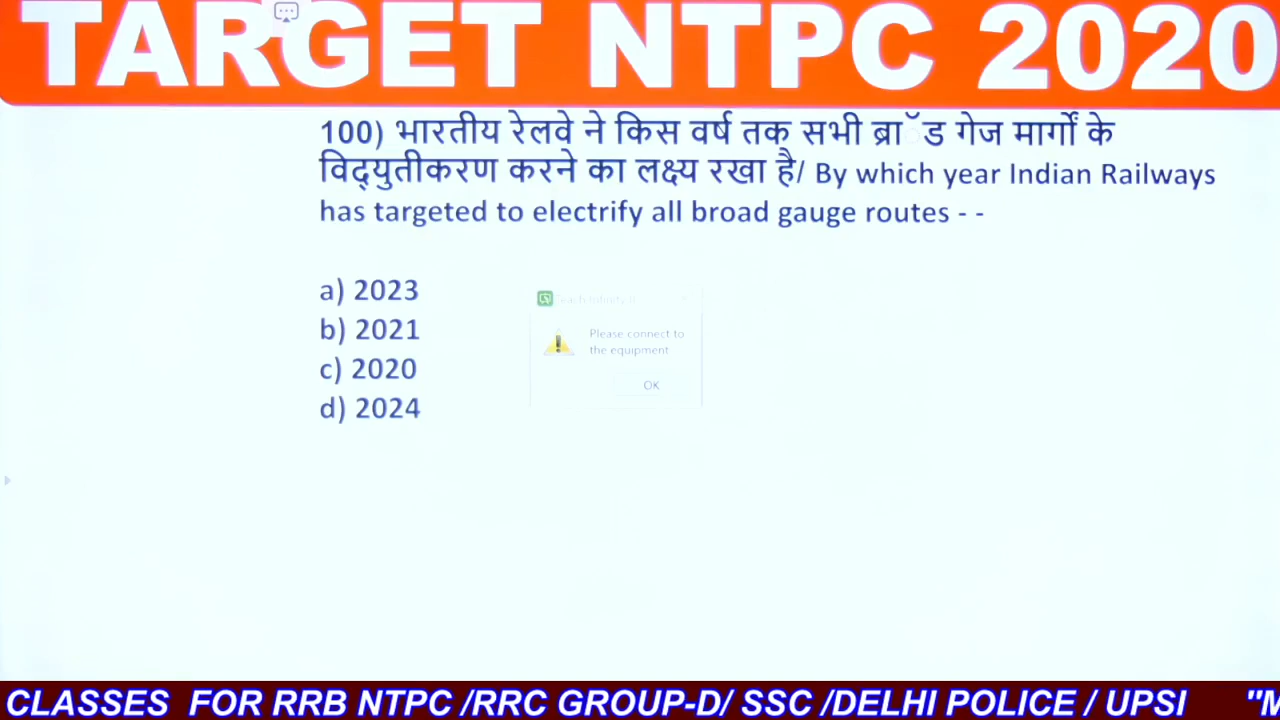 TARGET NTPC 2020
100) भारतीय रेलवे ने किस वर्ष तक सभी ब्राॅड गेज मार्गों के
विद्युतीकरण करने का लक्ष्य रखा है/ By which year Indian Railways
has targeted to electrify all broad gauge routes - -
a) 2023
b) 2021
c) 2020
d) 2024
Please connect to
the equipment
OK
CLASSES FOR RRB NTPC /RRC GROUP-D/ SSC /DELHI POLICE / UPSI "M